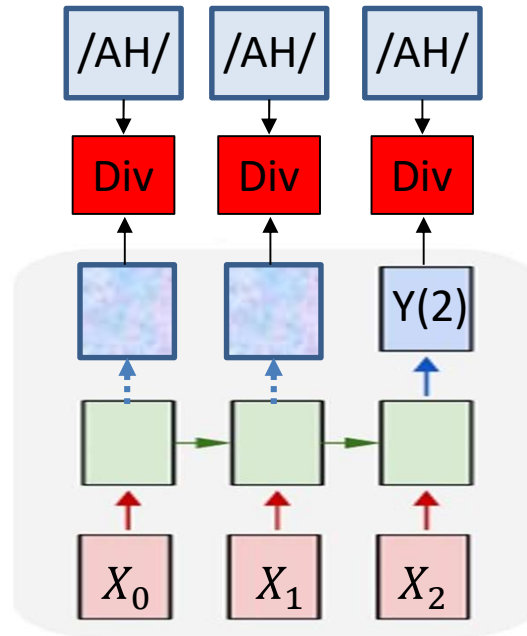 /AH/ /AH/ /AH/
Div Div Div
Y(2)
X₀ X₁ X₂